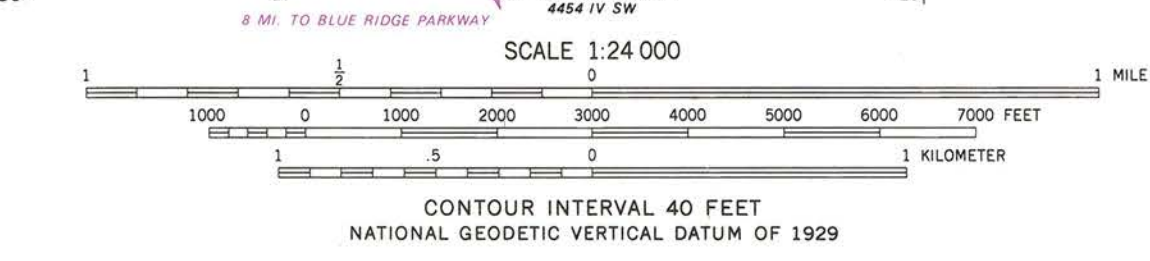 4454 IV SW
8 MI. TO BLUE RIDGE PARKWAY
SCALE 1:24 000
1 1/2 0 1 MILE
1000 0 1000 2000 3000 4000 5000 6000 7000 FEET
1 .5 0 1 KILOMETER
CONTOUR INTERVAL 40 FEET
NATIONAL GEODETIC VERTICAL DATUM OF 1929